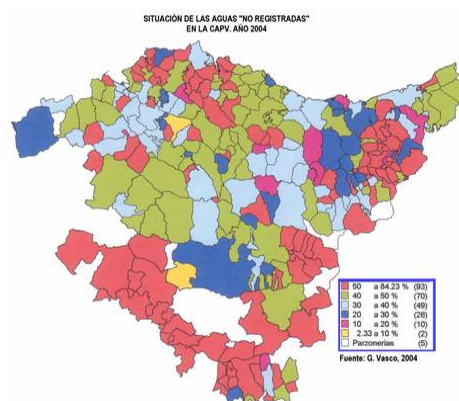 SITUACIÓN DE LAS AGUAS "NO REGISTRADAS"
EN LA CAPV. AÑO 2004
50 a 84.23 % (93)
40 a 50 % (70)
30 a 40 % (49)
20 a 30 % (26)
10 a 20 % (10)
2.33 a 10 % (2)
Parzonerias (5)
Fuente: G. Vasco, 2004